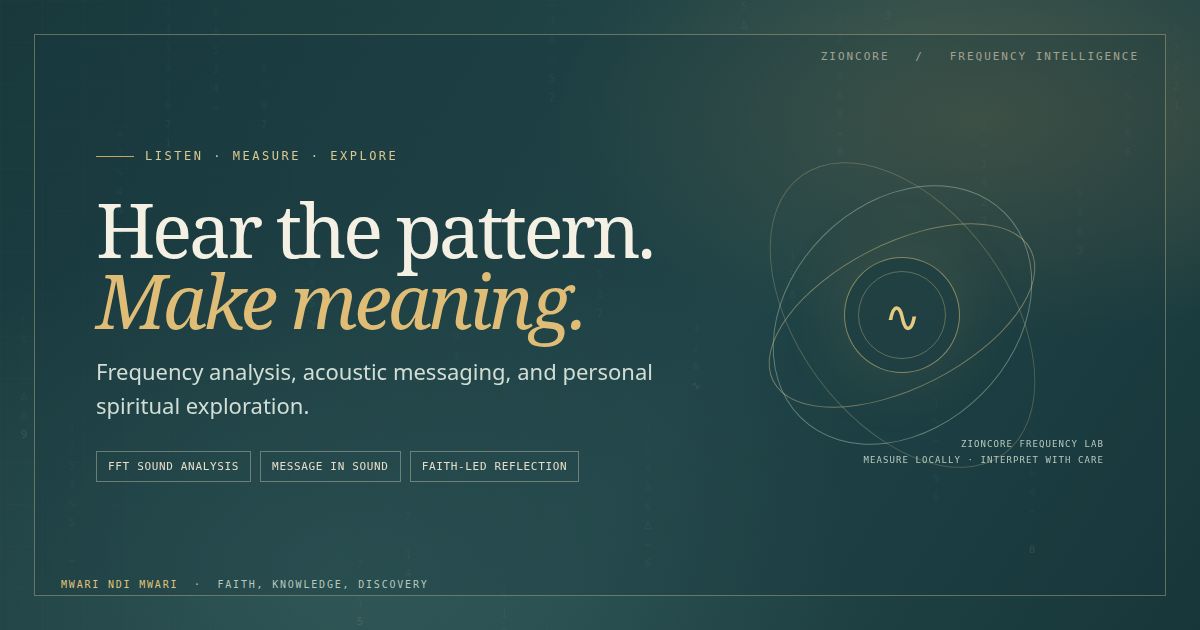 ZIONCORE / FREQUENCY INTELLIGENCE
LISTEN · MEASURE · EXPLORE
Hear the pattern.
Make meaning.
Frequency analysis, acoustic messaging, and personal
spiritual exploration.
FFT SOUND ANALYSIS
MESSAGE IN SOUND
FAITH-LED REFLECTION
ZIONCORE FREQUENCY LAB
MEASURE LOCALLY · INTERPRET WITH CARE
MWARI NDI MWARI · FAITH, KNOWLEDGE, DISCOVERY